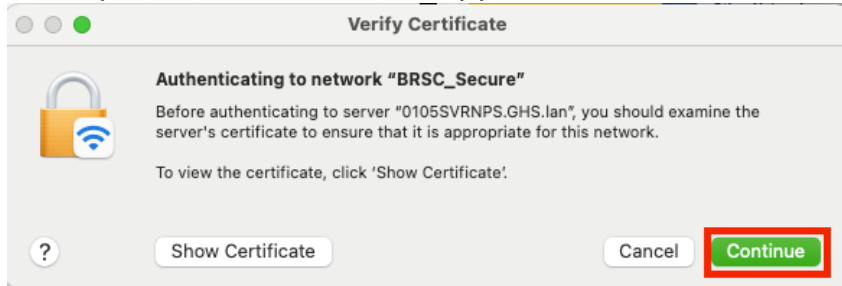 Verify Certificate
Authenticating to network “BRSC_Secure”
Before authenticating to server “0105SVRNPS.GHS.lan”, you should examine the
server's certificate to ensure that it is appropriate for this network.
To view the certificate, click ‘Show Certificate’.
? Show Certificate Cancel Continue